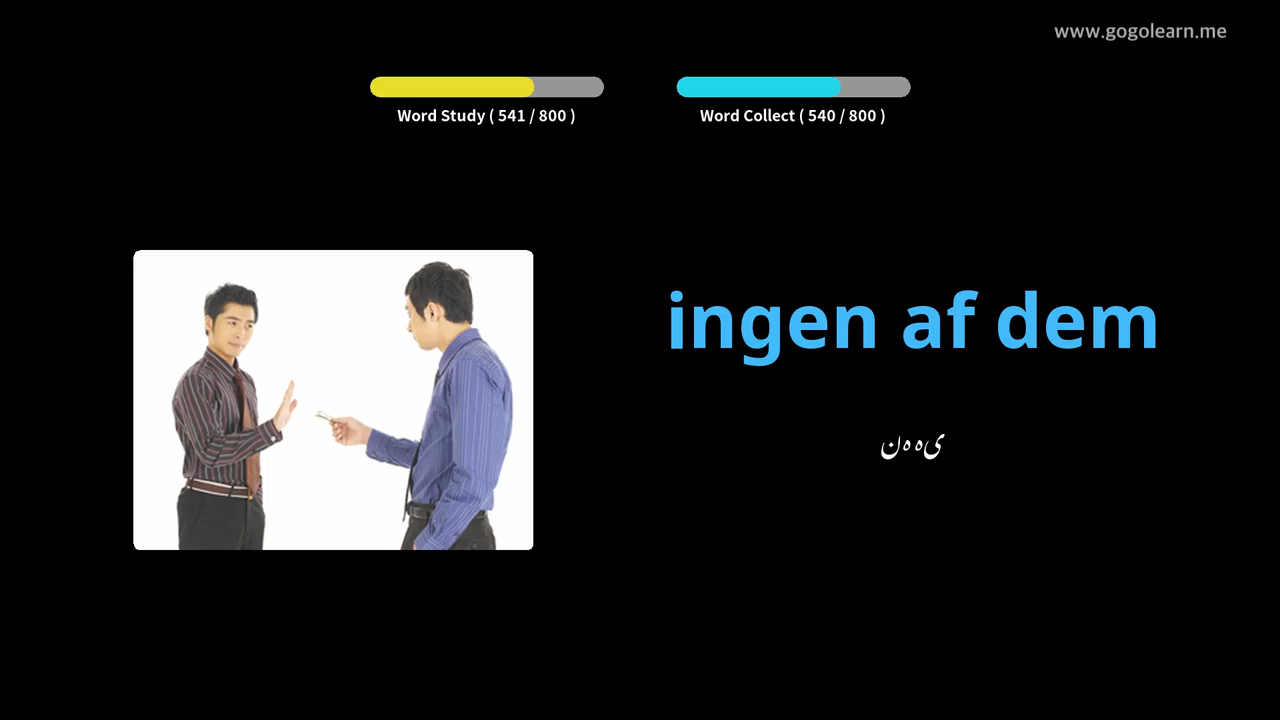 www.gogolearn.me
Word Study ( 541 / 800 )
Word Collect ( 540 / 800 )
ingen af dem
ی‌ہ ہ‌ن